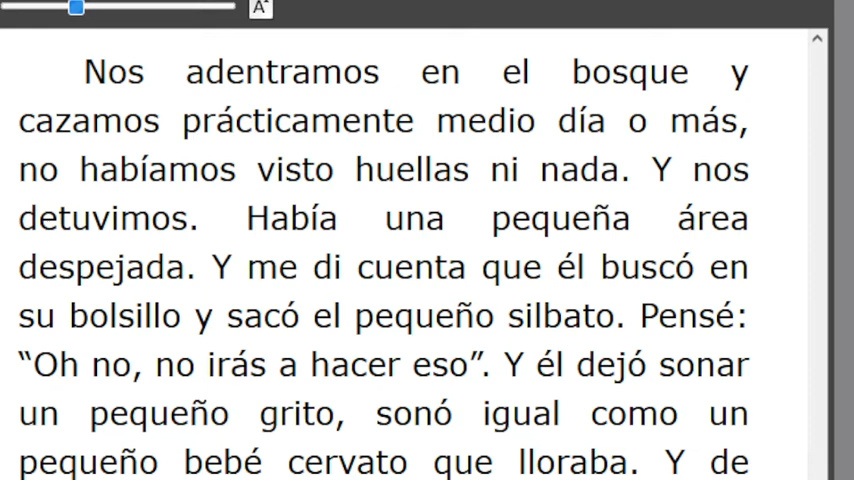 A
Nos adentramos en el bosque y
cazamos prácticamente medio día o más,
no habíamos visto huellas ni nada. Y nos
detuvimos. Había una pequeña área
despejada. Y me di cuenta que él buscó en
su bolsillo y sacó el pequeño silbato. Pensé:
“Oh no, no irás a hacer eso”. Y él dejó sonar
un pequeño grito, sonó igual como un
pequeño bebé cervato que lloraba. Y de